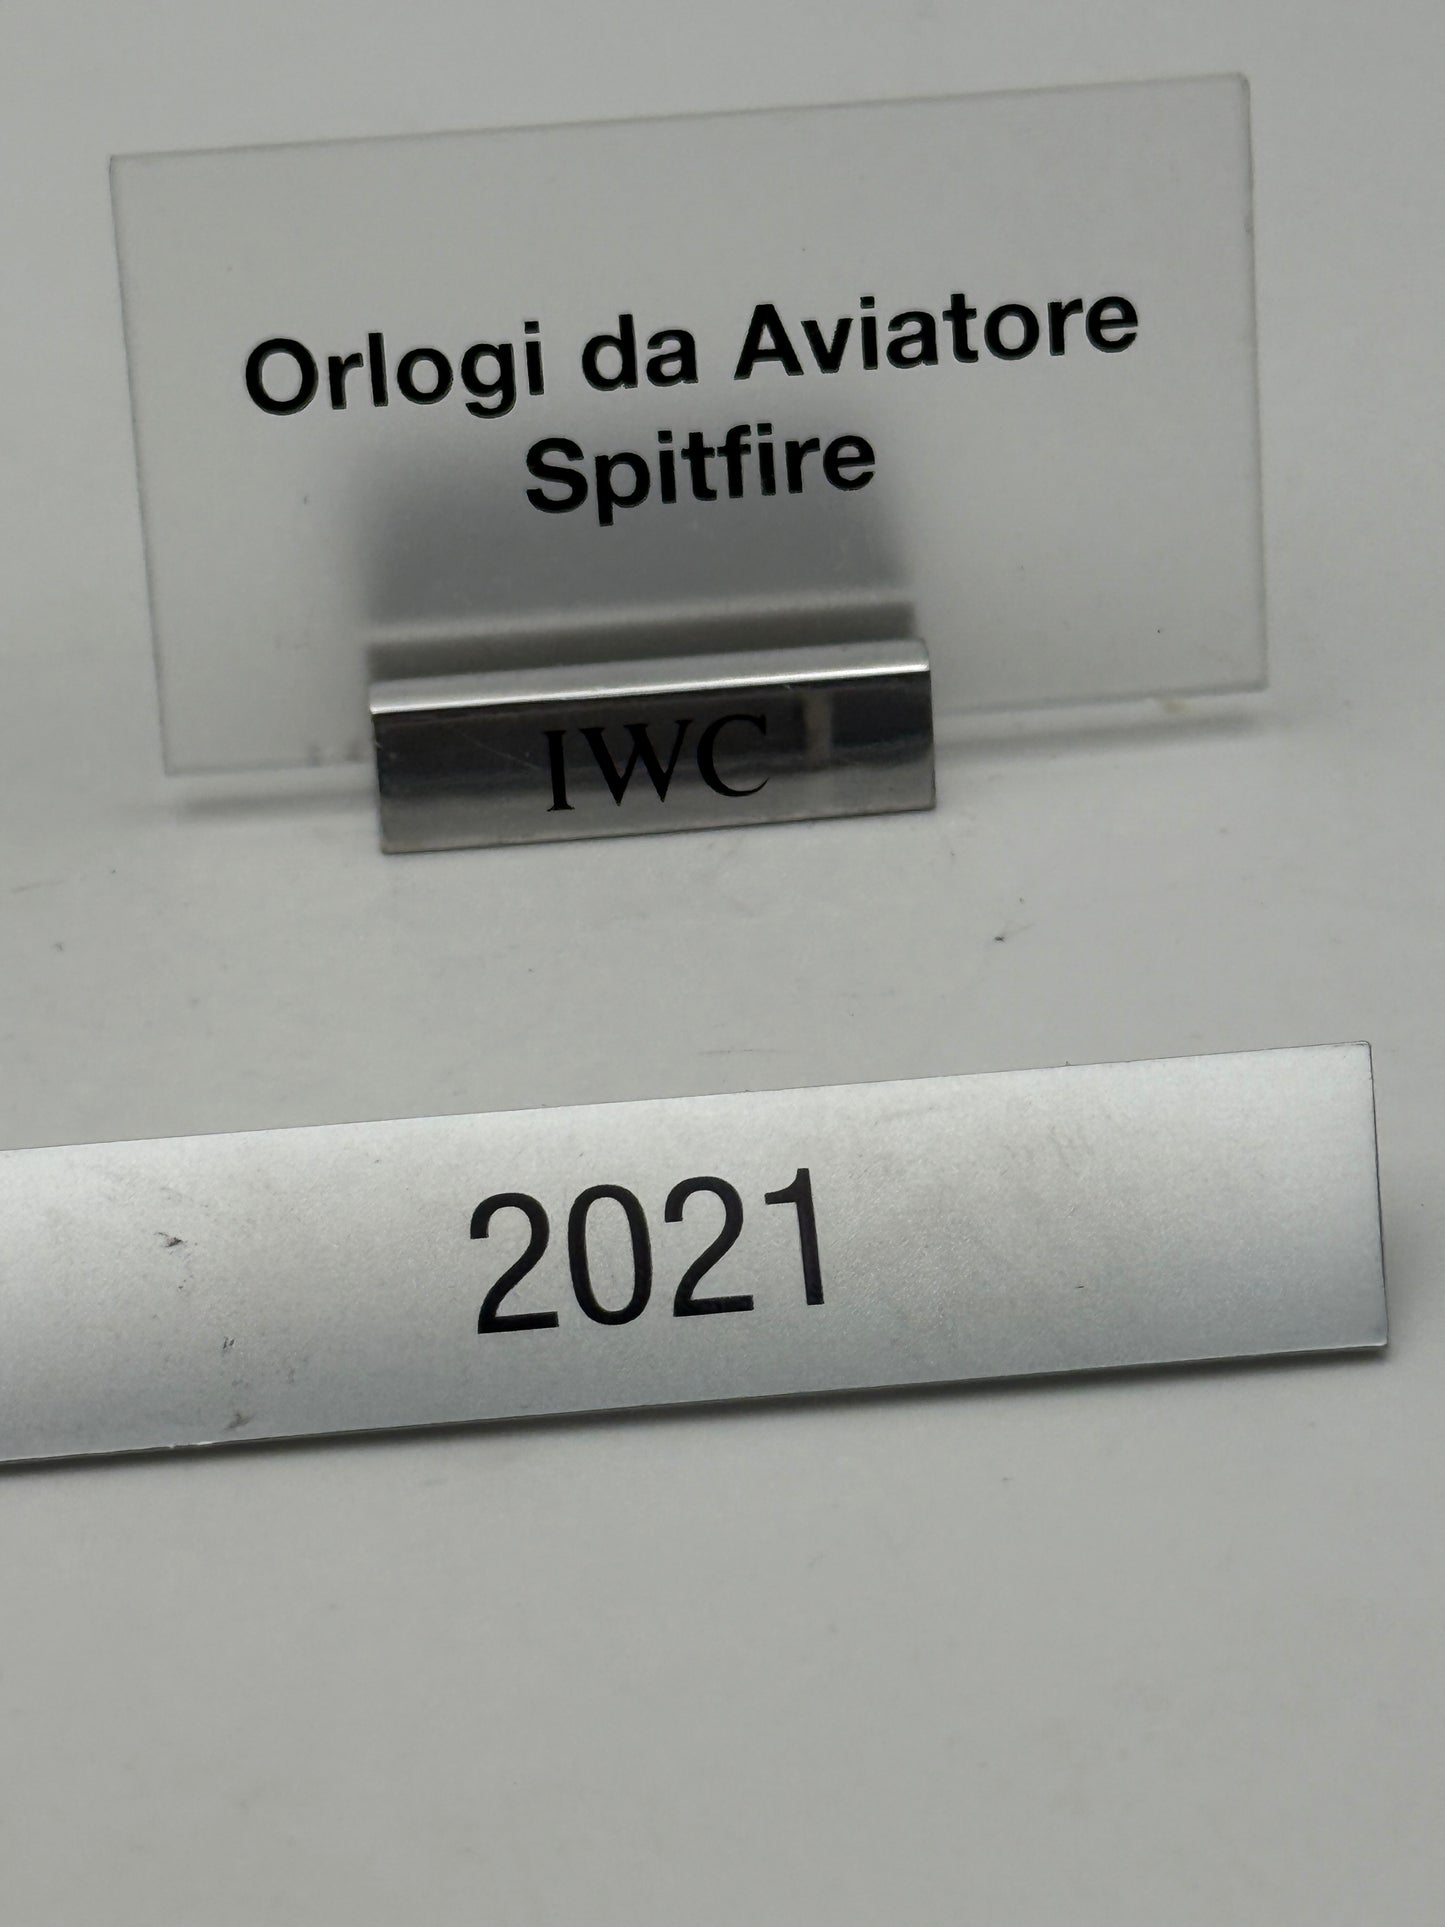 Orlogi da Aviatore
Spitfire
IWC
2021